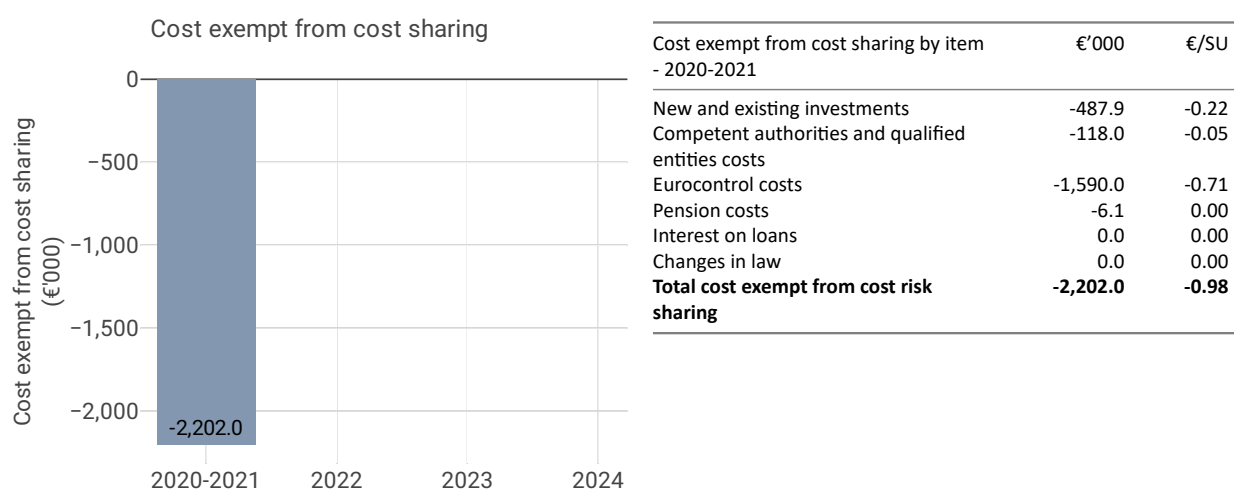 Cost exempt from cost sharing
Cost exempt from cost sharing
(€'000)
0
−500
−1,000
−1,500
−2,000
-2,202.0
2020-2021 2022 2023 2024
Cost exempt from cost sharing by item €’000 €/SU
- 2020-2021
New and existing investments -487.9 -0.22
Competent authorities and qualified -118.0 -0.05
entities costs
Eurocontrol costs -1,590.0 -0.71
Pension costs -6.1 0.00
Interest on loans 0.0 0.00
Changes in law 0.0 0.00
Total cost exempt from cost risk -2,202.0 -0.98
sharing